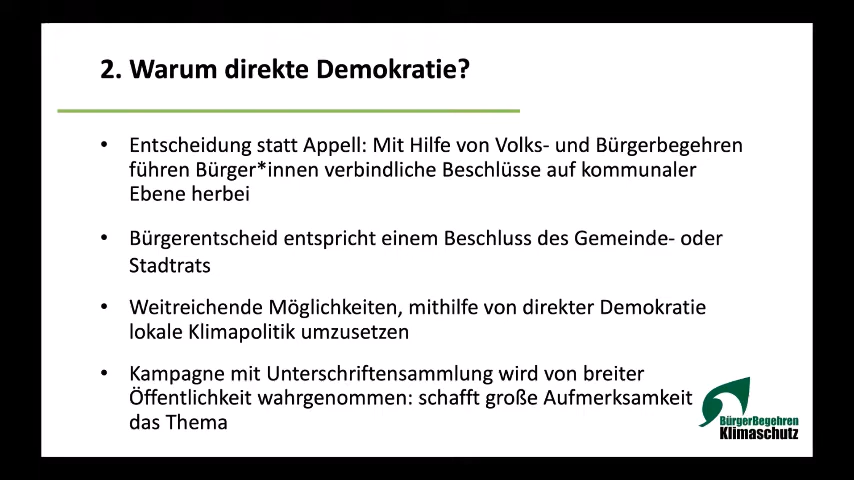 2. Warum direkte Demokratie?
• Entscheidung statt Appell: Mit Hilfe von Volks- und Bürgerbegehren
führen Bürger*innen verbindliche Beschlüsse auf kommunaler
Ebene herbei
• Bürgerentscheid entspricht einem Beschluss des Gemeinde- oder
Stadtrats
• Weitreichende Möglichkeiten, mithilfe von direkter Demokratie
lokale Klimapolitik umzusetzen
• Kampagne mit Unterschriftensammlung wird von breiter
Öffentlichkeit wahrgenommen: schafft große Aufmerksamkeit
das Thema
BürgerBegehren
Klimaschutz